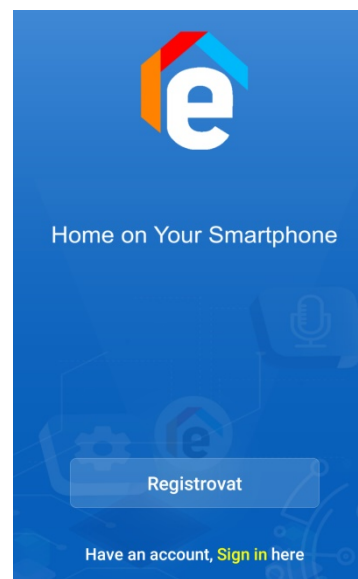 e
Home on Your Smartphone
e
Registrovat
Have an account, Sign in here